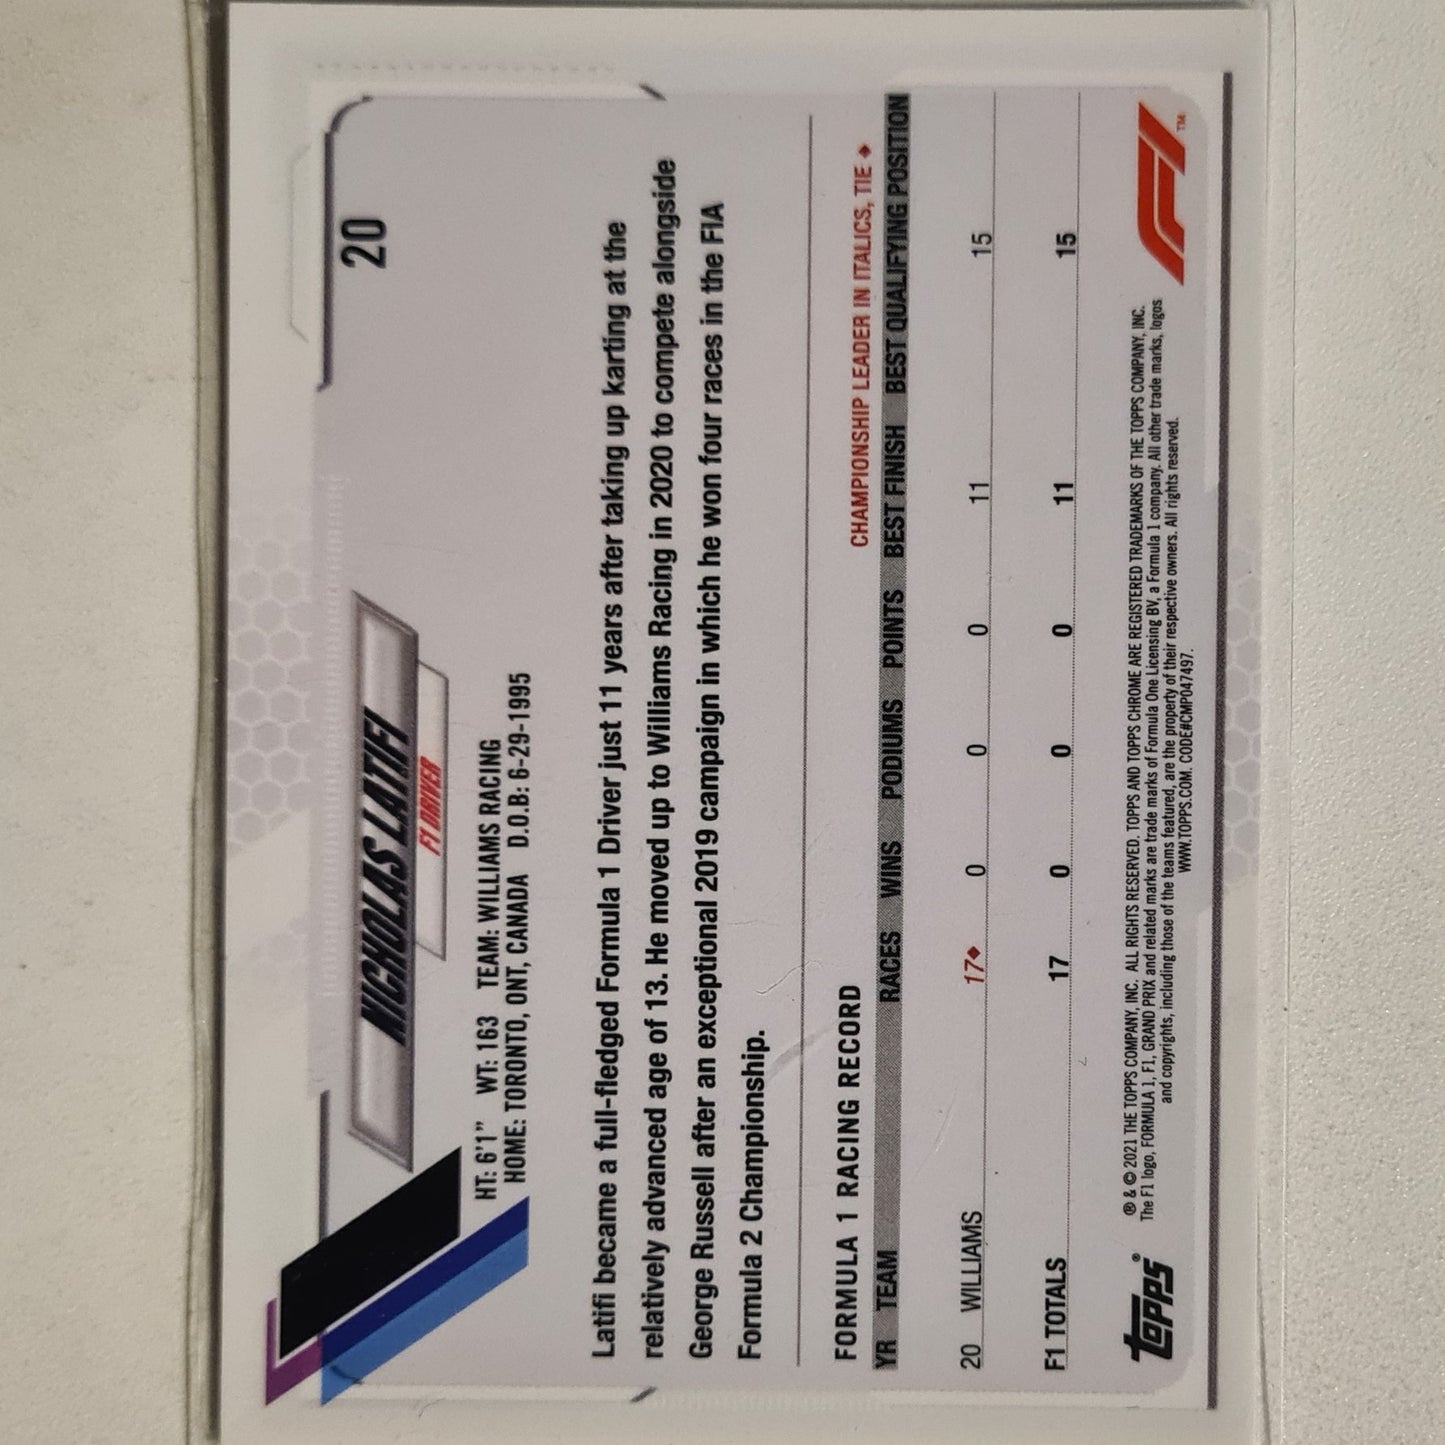 20
NICHOLAS LATIFI
F1 DRIVER
HT: 6'1" WT: 163 TEAM: WILLIAMS RACING
HOME: TORONTO, ONT, CANADA D.O.B: 6-29-1995
Latifi became a full-fledged Formula 1 Driver just 11 years after taking up karting at the
relatively advanced age of 13. He moved up to Williams Racing in 2020 to compete alongside
George Russell after an exceptional 2019 campaign in which he won four races in the FIA
Formula 2 Championship.
FORMULA 1 RACING RECORD CHAMPIONSHIP LEADER IN ITALICS, TIE ♦
YR TEAM RACES WINS PODIUMS POINTS BEST FINISH BEST QUALIFYING POSITION
20 WILLIAMS 17♦ 0 0 0 11 15
F1 TOTALS 17 0 0 0 11 15
topps®
® & © 2021 THE TOPPS COMPANY, INC. ALL RIGHTS RESERVED. TOPPS AND TOPPS CHROME ARE REGISTERED TRADEMARKS OF THE TOPPS COMPANY, INC.
The F1 logo, FORMULA 1, F1, GRAND PRIX and related marks are trade marks of Formula One Licensing BV, a Formula 1 company. All other trade marks, logos
and copyrights, including those of the teams featured, are the property of their respective owners. All rights reserved.
WWW.TOPPS.COM. CODE#CMP047497.
F1 TM